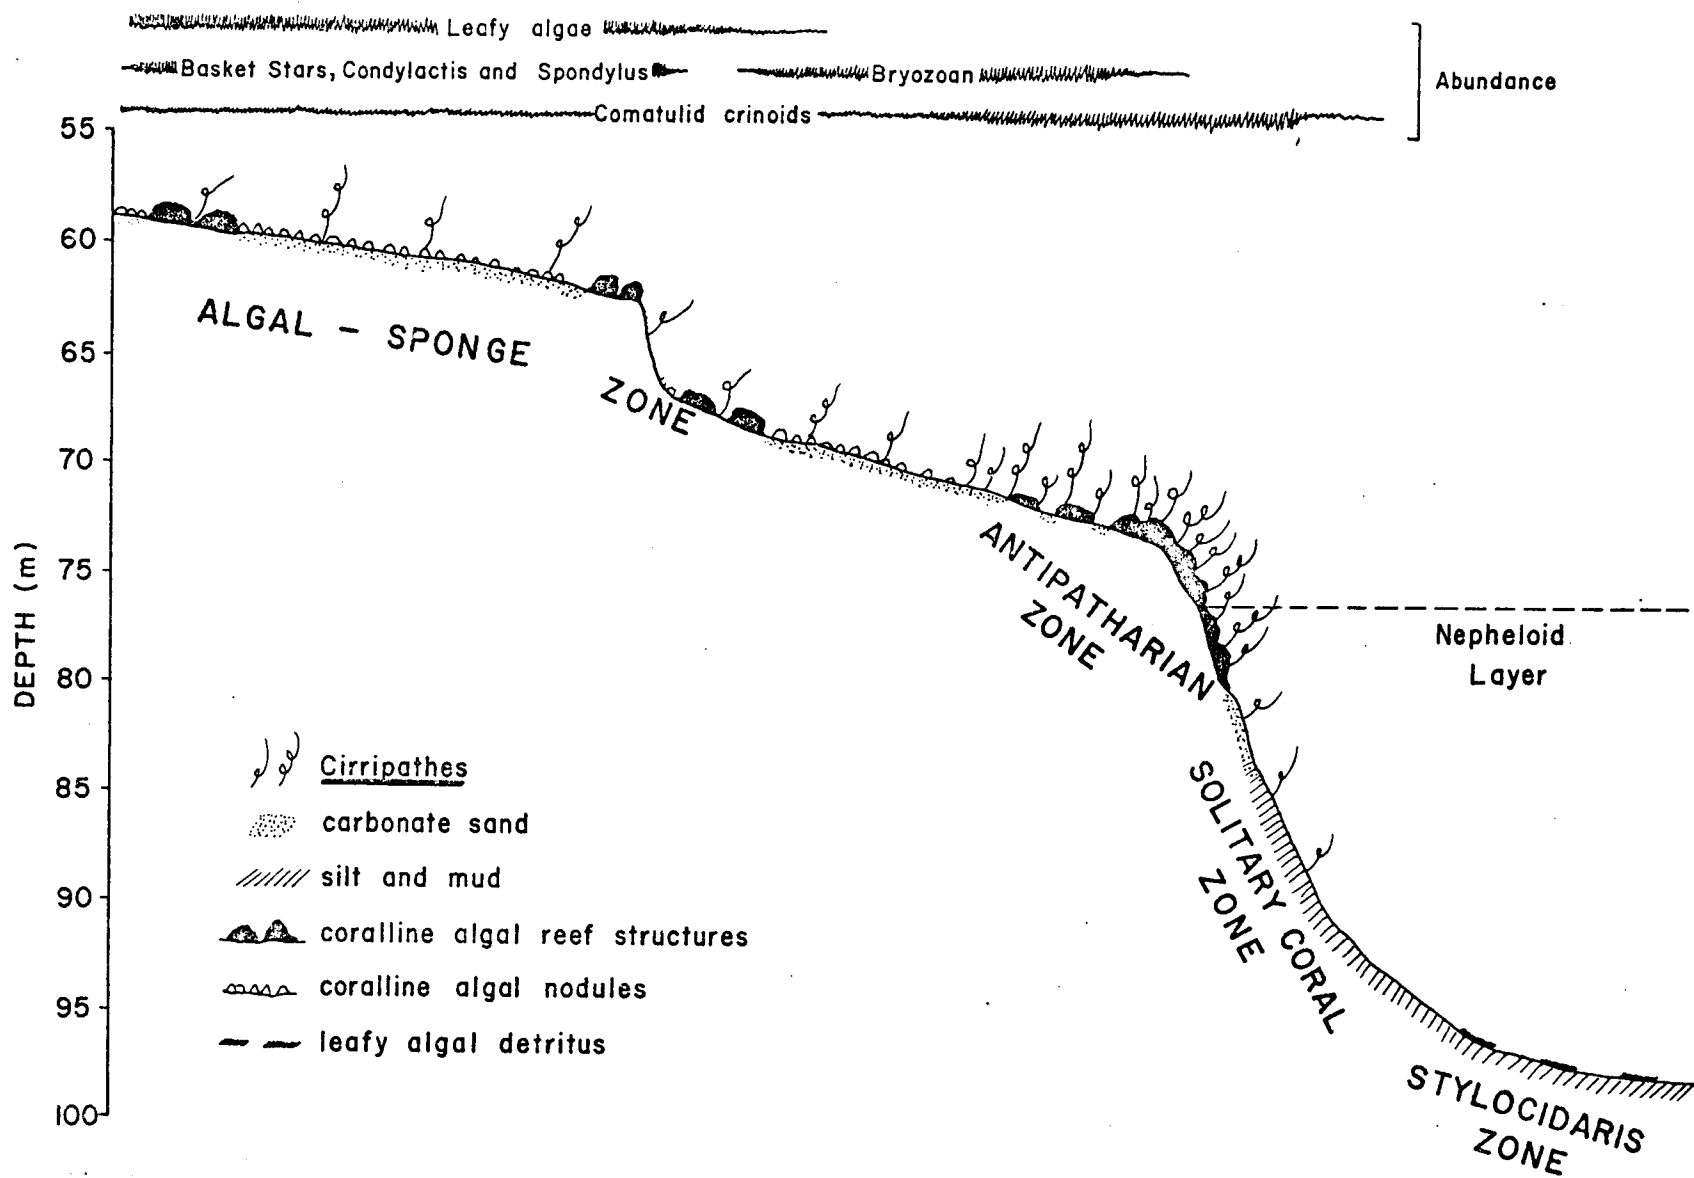 Leafy algae
Basket Stars, Condylactis and Spondylus
Bryozoan
Abundance
Comatulid crinoids
55
60
65
70
75
80
85
90
95
100
DEPTH (m)
ALGAL - SPONGE
ZONE
ANTIPATHARIAN
ZONE
Nepheloid
Layer
SOLITARY CORAL
ZONE
STYLOCIDARIS
ZONE
Cirripathes
carbonate sand
silt and mud
coralline algal reef structures
coralline algal nodules
leafy algal detritus